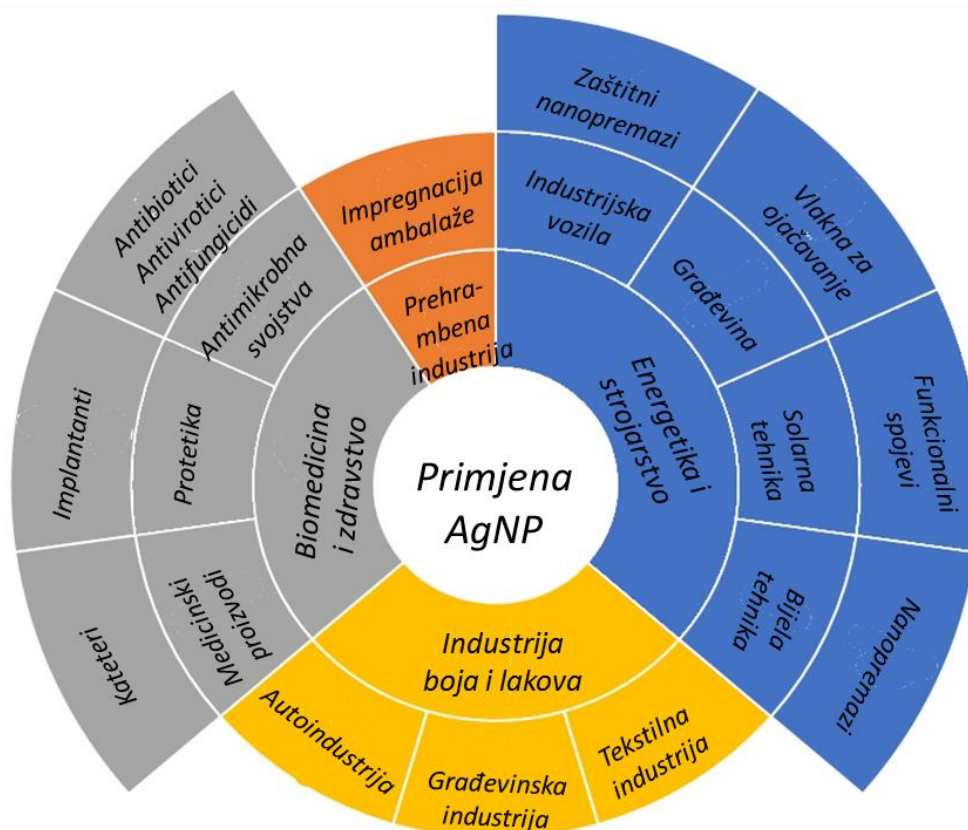 Primjena
AgNP
Energetika i
strojarstvo
Industrijska
vozila
Zaštitni
nanopremazi
Građevina
Vlakna za
ojačavanje
Solarna
tehnika
Funkcionalni
spojevi
Bijela
tehnika
Nanopremazi
Industrija
boja i lakova
Tekstilna
industrija
Građevinska
industrija
Autoindustrija
Biomedicina
i zdravstvo
Medicinski
proizvodi
Kateteri
Protetika
Implantanti
Antimikrobna
svojstva
Antibiotici
Antivirotici
Antifungicidi
Prehra-
mbena
industrija
Impregnacija
ambalaže